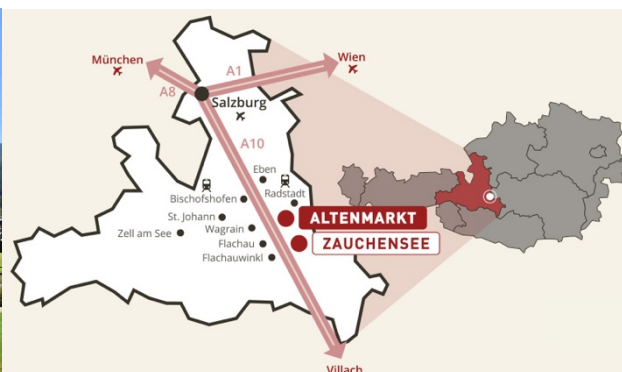 München
Wien
A1
A8
Salzburg
A10
Eben
Bischofshofen
Radstadt
St. Johann
ALTENMARKT
Wagrain
Zell am See
Flachau
ZAUCHENSEE
Flachauwinkl
Villach